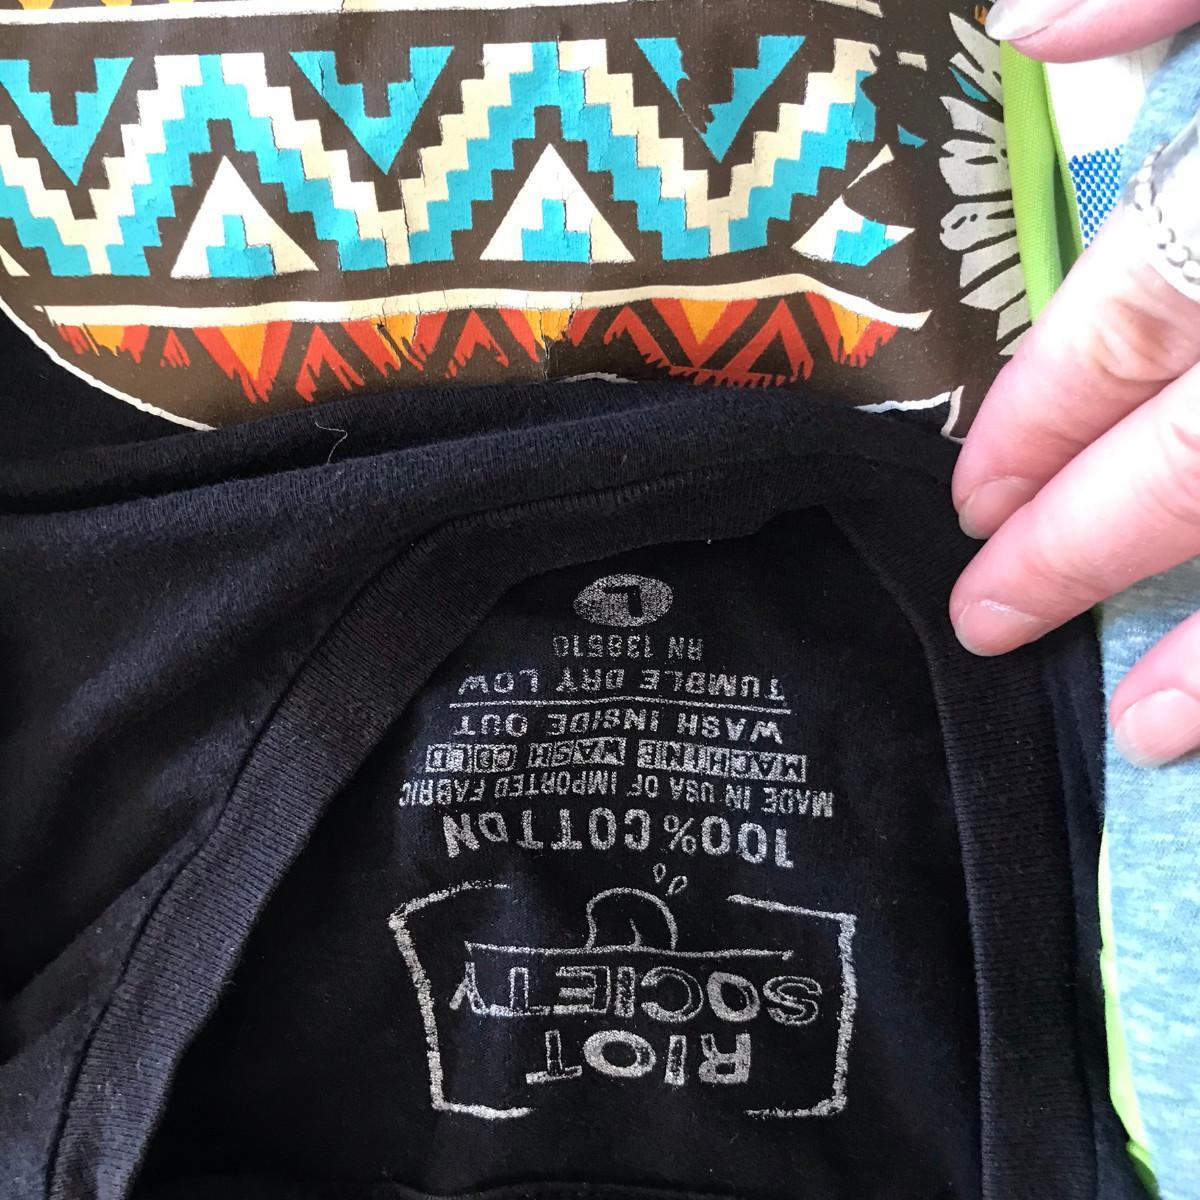 RIOT
SOCIETY
100% COTTON
MADE IN USA OF IMPORTED FABRIC
MACHINE WASH COLD
WASH INSIDE OUT
TUMBLE DRY LOW
RN 138510
L